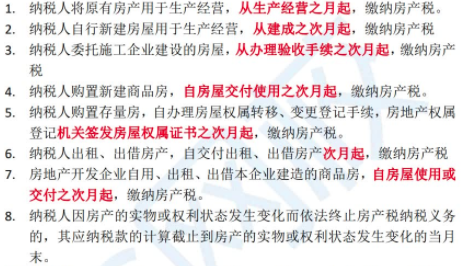 1. 纳税人将原有房产用于生产经营，从生产经营之月起，缴纳房产税。
2. 纳税人自行新建房屋用于生产经营，从建成之次月起，缴纳房产税
3. 纳税人委托施工企业建设的房屋，从办理验收手续之次月起，缴纳房产
税
4. 纳税人购置新建商品房，自房屋交付使用之次月起，缴纳房产税。
5. 纳税人购置存量房，自办理房屋权属转移、变更登记手续，房地产权属
登记机关签发房屋权属证书之次月起，缴纳房产税。
6. 纳税人出租、出借房产，自交付出租、出借房产次月起，缴纳房产税
7. 房地产开发企业自用、出租、出借本企业建造的商品房，自房屋使用或
交付之次月起，缴纳房产税。
8. 纳税人因房产的实物或权利状态发生变化而依法终止房产税纳税义务
的，其应纳税款的计算截止到房产的实物或权利状态发生变化的当月
末。